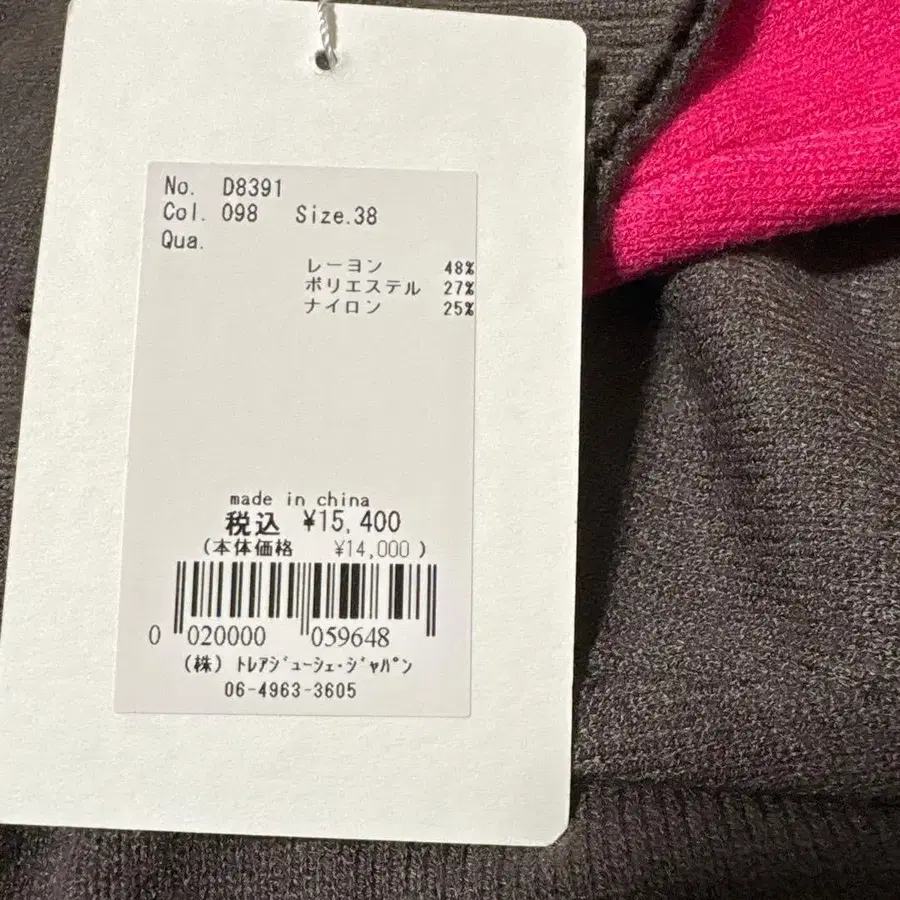 No. D8391
Col. 098 Size.38
Qua.
レーヨン 48%
ポリエステル 27%
ナイロン 25%
made in china
税込 ¥15,400
(本体価格 ¥14,000)
0 020000 059648
(株) トレアジューシェ・ジャパン
06-4963-3605